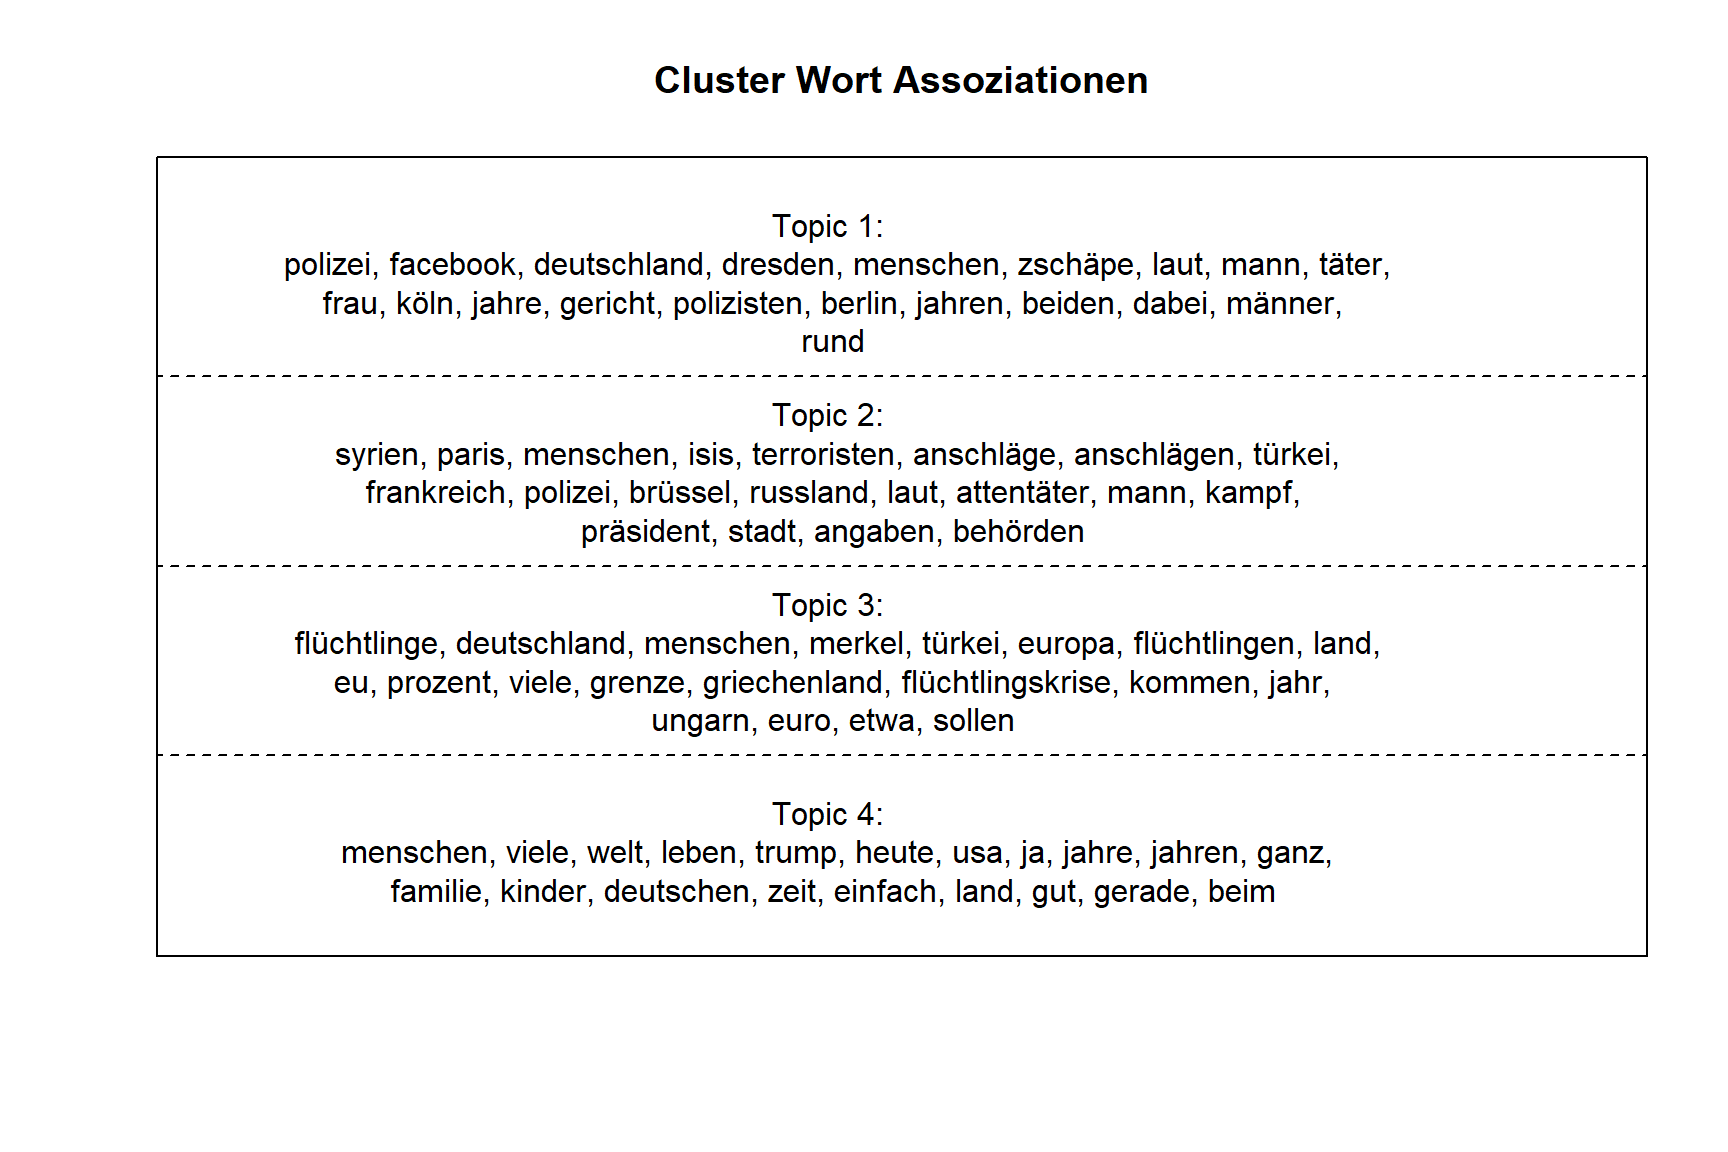 Cluster Wort Assoziationen
Topic 1:
polizei, facebook, deutschland, dresden, menschen, zschäpe, laut, mann, täter,
frau, köln, jahre, gericht, polizisten, berlin, jahren, beiden, dabei, männer,
rund
Topic 2:
syrien, paris, menschen, isis, terroristen, anschläge, anschlägen, türkei,
frankreich, polizei, brüssel, russland, laut, attentäter, mann, kampf,
präsident, stadt, angaben, behörden
Topic 3:
flüchtlinge, deutschland, menschen, merkel, türkei, europa, flüchtlingen, land,
eu, prozent, viele, grenze, griechenland, flüchtlingskrise, kommen, jahr,
ungarn, euro, etwa, sollen
Topic 4:
menschen, viele, welt, leben, trump, heute, usa, ja, jahre, jahren, ganz,
familie, kinder, deutschen, zeit, einfach, land, gut, gerade, beim